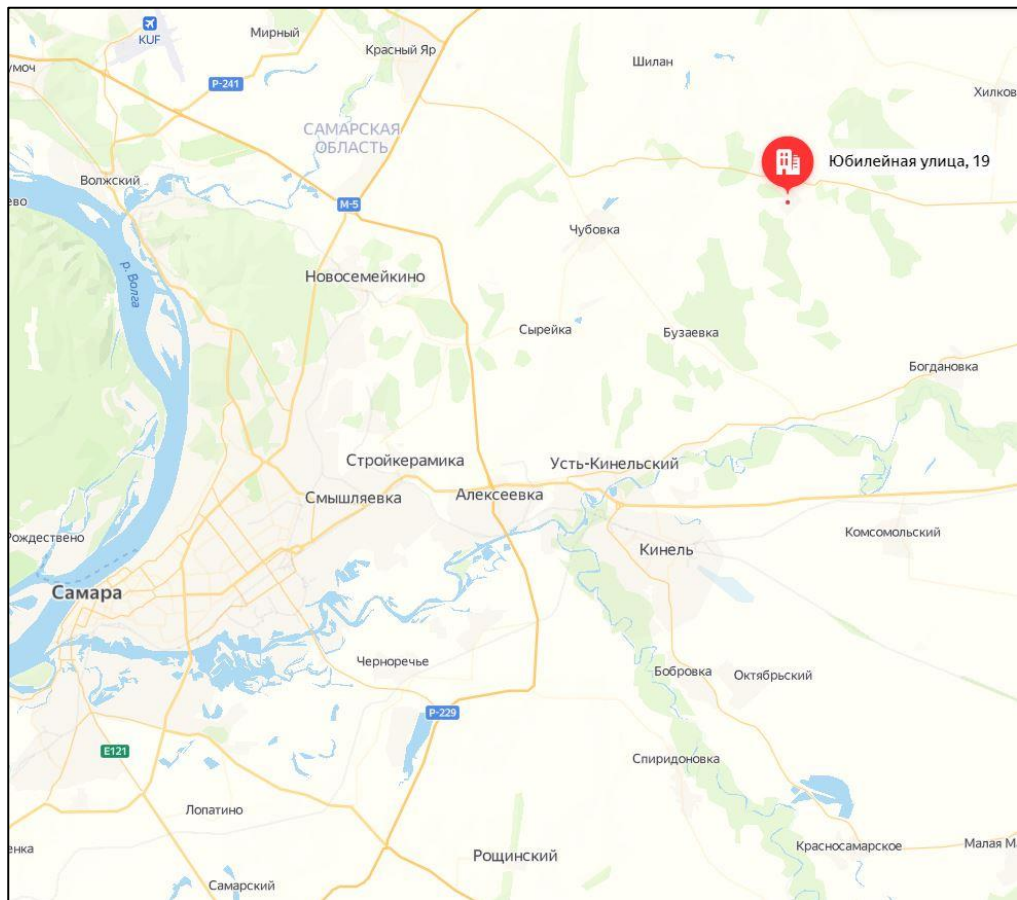 KUF
Мирный
Красный Яр
Шилан
умоч
Р-241
Хилков
САМАРСКАЯ
ОБЛАСТЬ
Юбилейная улица, 19
Волжский
ево
М-5
Чубовка
р. Волга
Новосемейкино
Сырейка
Бузаевка
Богдановка
Стройкерамика
Усть-Кинельский
Смышляевка
Алексеевка
Рождествено
Комсомольский
Кинель
Самара
Черноречье
Бобровка
Октябрьский
Р-229
E121
Спиридоновка
Лопатино
енка
Рощинский
Красносамарское
Малая Ма
Самарский